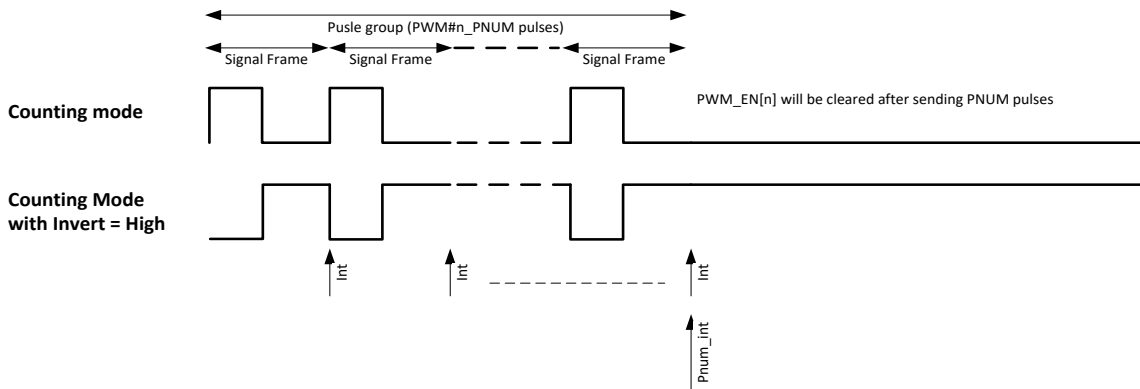 Pusle group (PWM#n_PNUM pulses)
Signal Frame
Signal Frame
Signal Frame
Counting mode
PWM_EN[n] will be cleared after sending PNUM pulses
Counting Mode
with Invert = High
Int
Int
Int
Pnum_int